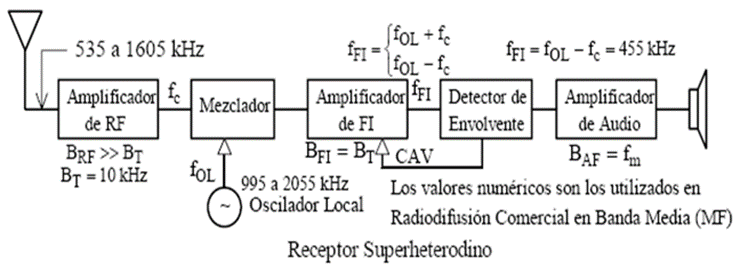 535 a 1605 kHz
f_FI = { f_OL + f_c
f_OL − f_c
f_FI = f_OL − f_c = 455 kHz
Amplificador de RF
f_c
Mezclador
Amplificador de FI
f_FI
Detector de Envolvente
Amplificador de Audio
B_RF >> B_T
B_T = 10 kHz
f_OL
B_FI = B_T
CAV
B_AF = f_m
~
995 a 2055 kHz
Oscilador Local
Los valores numéricos son los utilizados en
Radiodifusión Comercial en Banda Media (MF)
Receptor Superheterodino